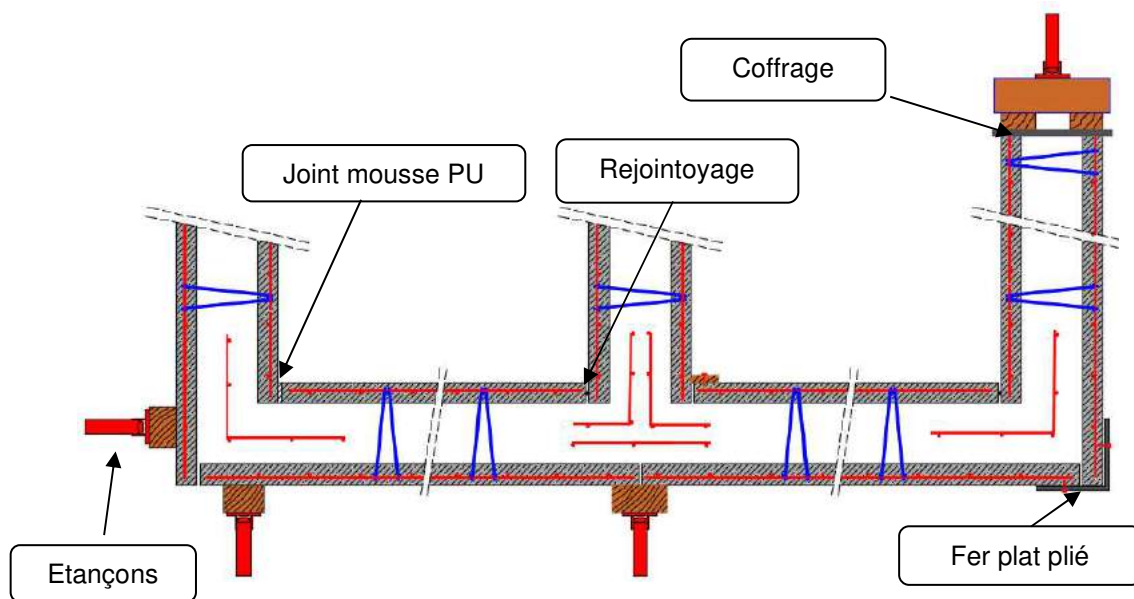 Coffrage
Joint mousse PU
Rejointoyage
Etançons
Fer plat plié